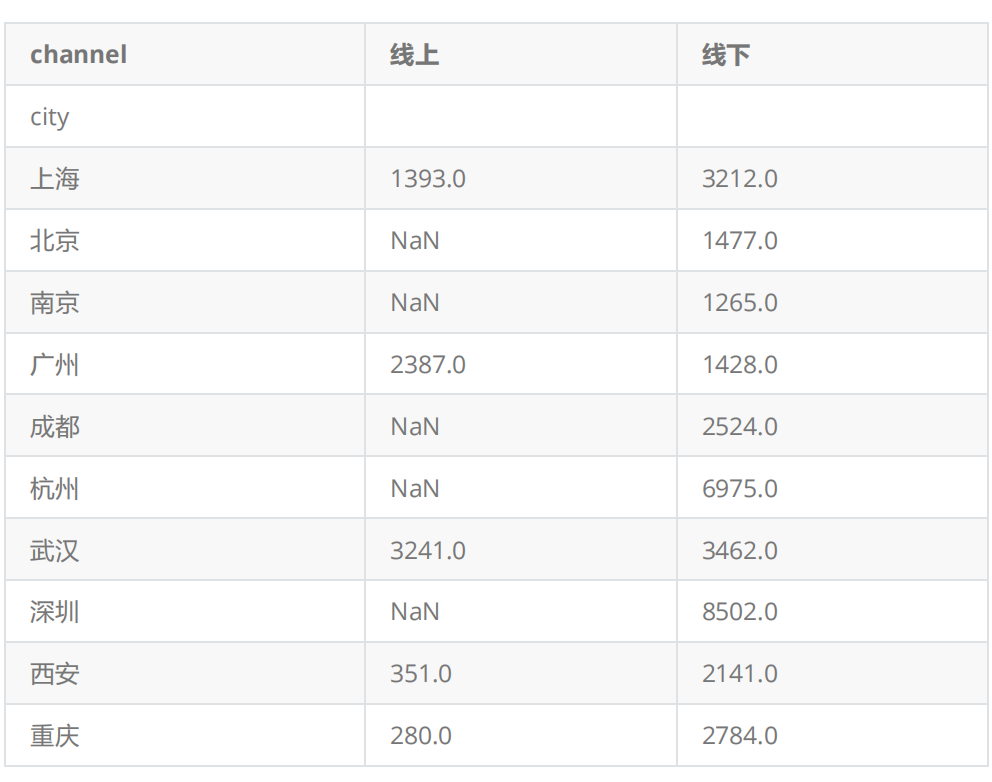 channel 线上 线下
city
上海 1393.0 3212.0
北京 NaN 1477.0
南京 NaN 1265.0
广州 2387.0 1428.0
成都 NaN 2524.0
杭州 NaN 6975.0
武汉 3241.0 3462.0
深圳 NaN 8502.0
西安 351.0 2141.0
重庆 280.0 2784.0